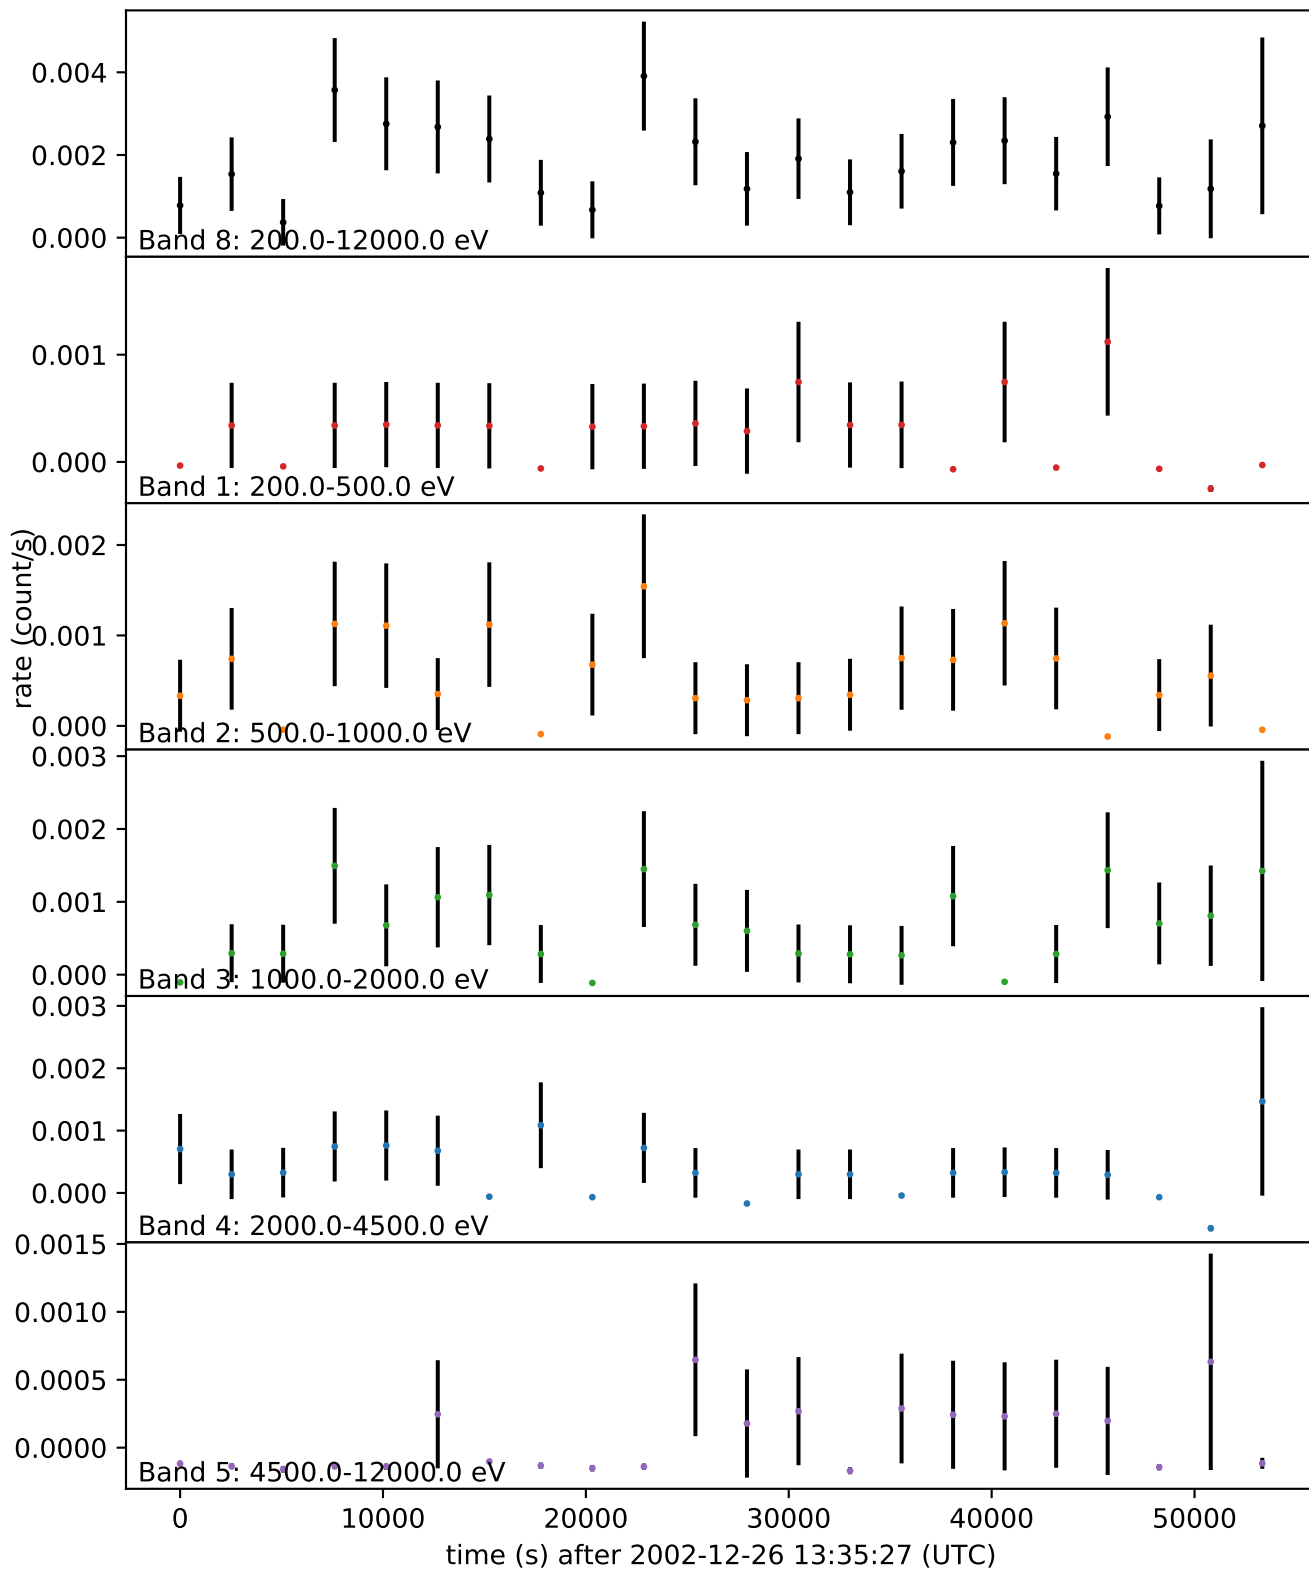 0.004
0.002
0.000
Band 8: 200.0-12000.0 eV
0.001
0.000
Band 1: 200.0-500.0 eV
rate (count/s)
0.002
0.001
0.000
Band 2: 500.0-1000.0 eV
0.003
0.002
0.001
0.000
Band 3: 1000.0-2000.0 eV
0.003
0.002
0.001
0.000
Band 4: 2000.0-4500.0 eV
0.0015
0.0010
0.0005
0.0000
Band 5: 4500.0-12000.0 eV
0 10000 20000 30000 40000 50000
time (s) after 2002-12-26 13:35:27 (UTC)